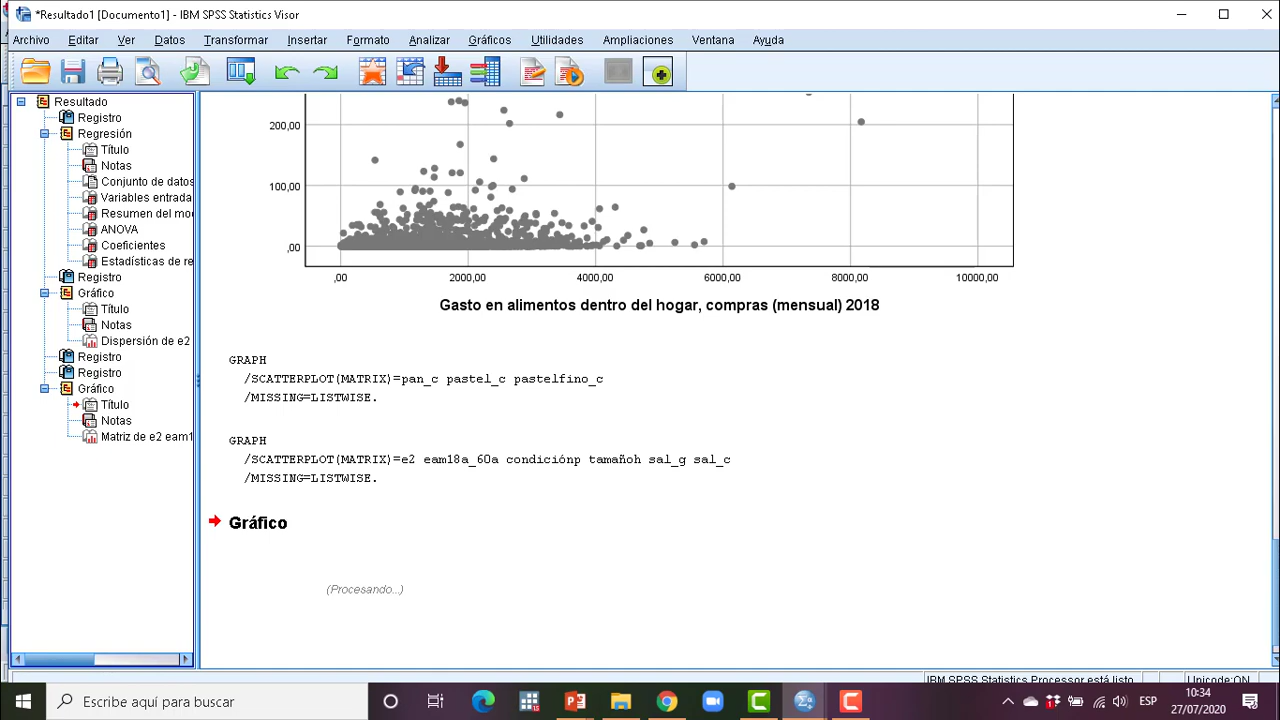 *Resultado1 [Documento1] - IBM SPSS Statistics Visor
Archivo Editar Ver Datos Transformar Insertar Formato Analizar Gráficos Utilidades Ampliaciones Ventana Ayuda
Resultado
Registro
Regresión
Título
Notas
Conjunto de datos
Variables entrada
Resumen del mo
ANOVA
Coeficientes
Estadísticas de re
Registro
Gráfico
Título
Notas
Dispersión de e2
Registro
Registro
Gráfico
Título
Notas
Matriz de e2 eam1
200,00
100,00
,00
,00 2000,00 4000,00 6000,00 8000,00 10000,00
Gasto en alimentos dentro del hogar, compras (mensual) 2018
GRAPH
/SCATTERPLOT(MATRIX)=pan_c pastel_c pastelfino_c
/MISSING=LISTWISE.
GRAPH
/SCATTERPLOT(MATRIX)=e2 eam18a_60a condiciónp tamañoh sal_g sal_c
/MISSING=LISTWISE.
Gráfico
(Procesando...)
IBM SPSS Statistics Processor está listo Unicode:ON
Escribe aquí para buscar
ESP
10:34
27/07/2020